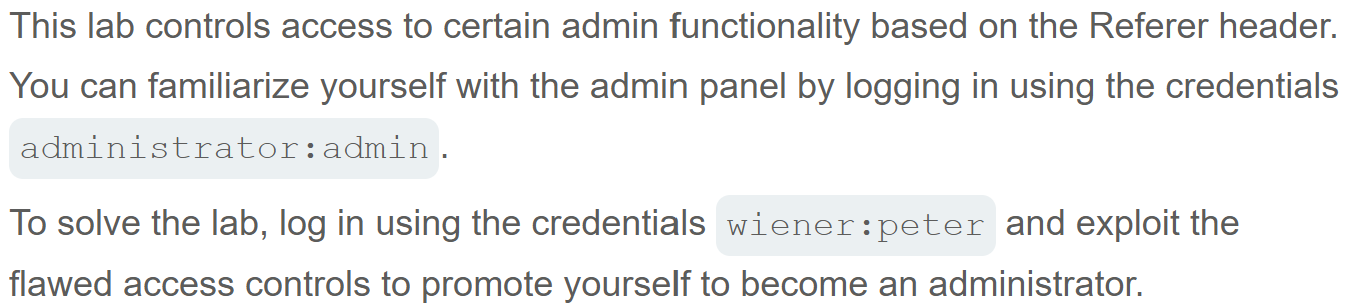 This lab controls access to certain admin functionality based on the Referer header.
You can familiarize yourself with the admin panel by logging in using the credentials
administrator:admin.
To solve the lab, log in using the credentials wiener:peter and exploit the
flawed access controls to promote yourself to become an administrator.